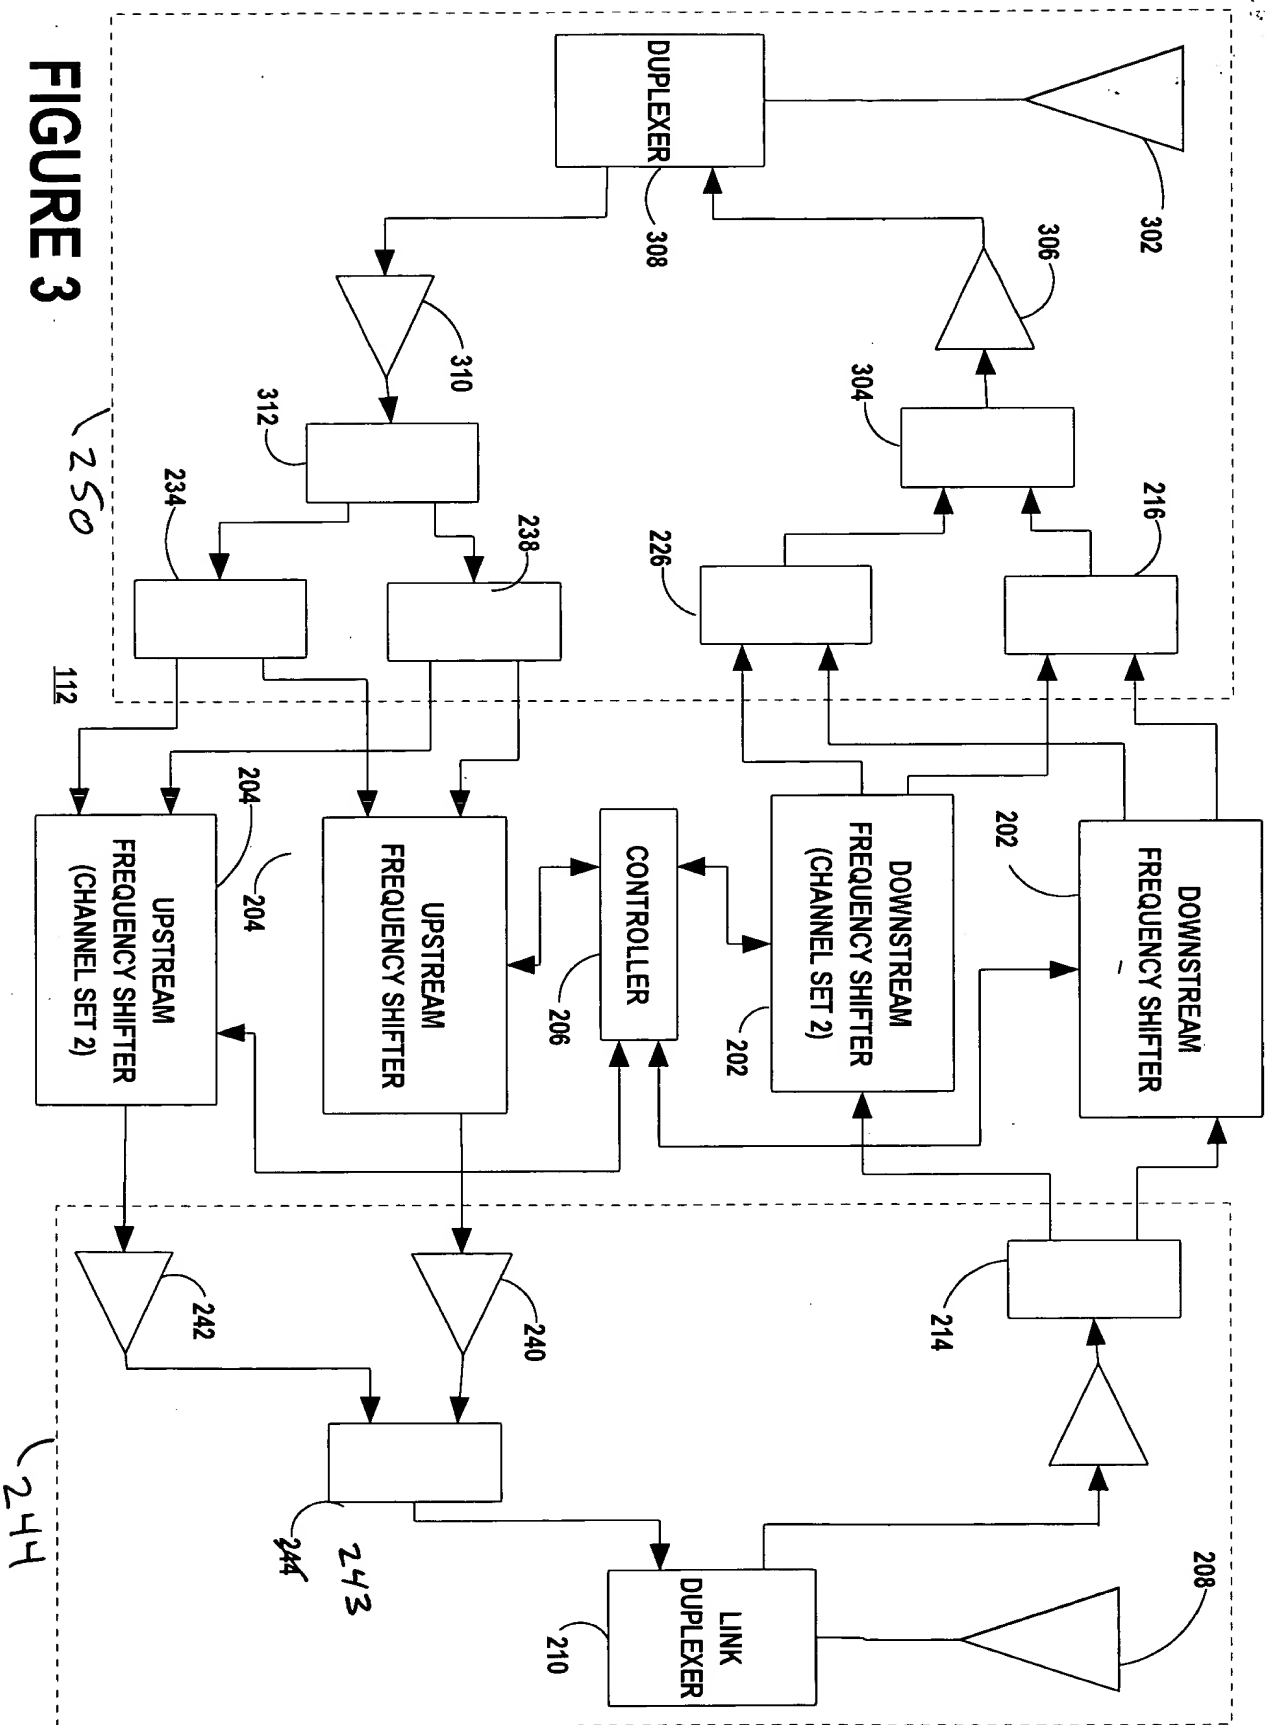 208
DOWNSTREAM
FREQUENCY SHIFTER
302
216
306
202
214
DOWNSTREAM
FREQUENCY SHIFTER
(CHANNEL SET 2)
304
LINK
DUPLEXER
202
DUPLEXER
308
226
CONTROLLER
206
210
238
240
310
UPSTREAM
FREQUENCY SHIFTER
243
244
312
204
204
242
234
UPSTREAM
FREQUENCY SHIFTER
(CHANNEL SET 2)
112
250
244
FIGURE 3